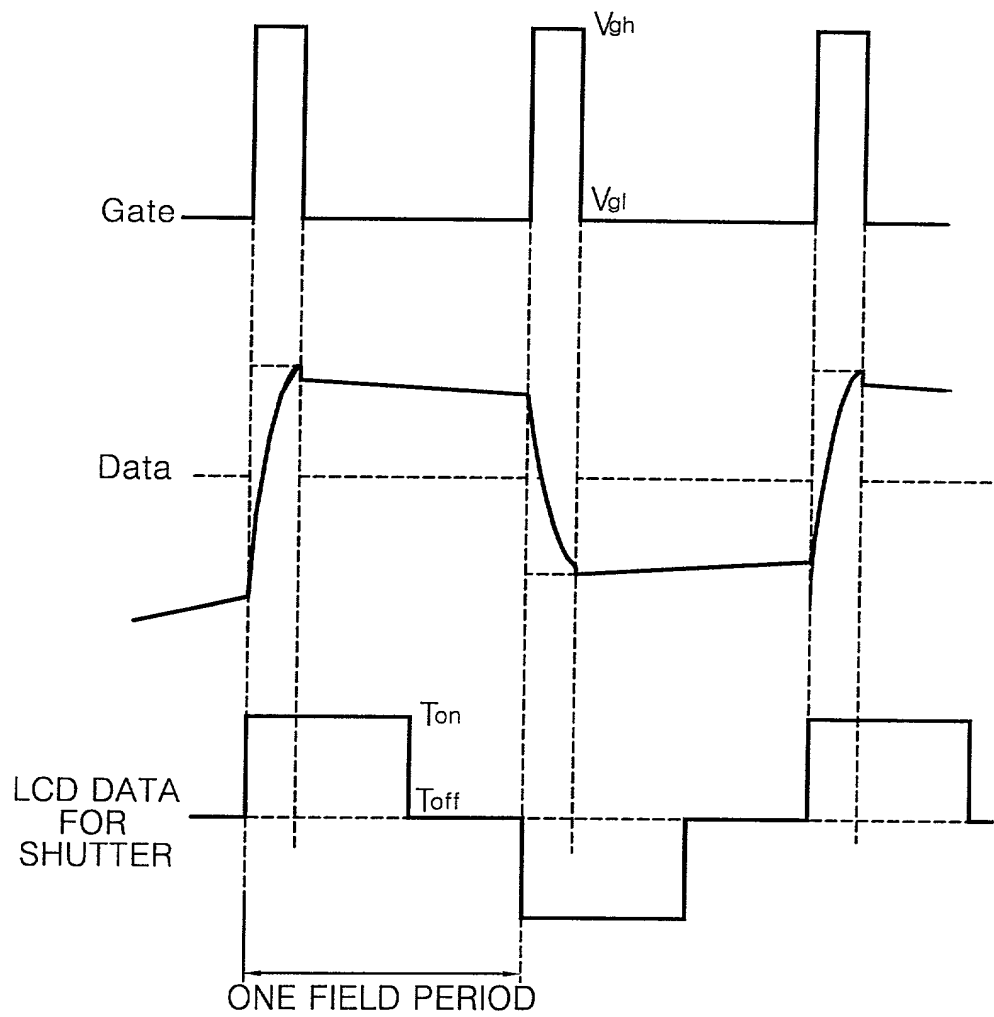 Vgh
Gate
Vgl
Data
Ton
LCD DATA
FOR
SHUTTER
Toff
ONE FIELD PERIOD